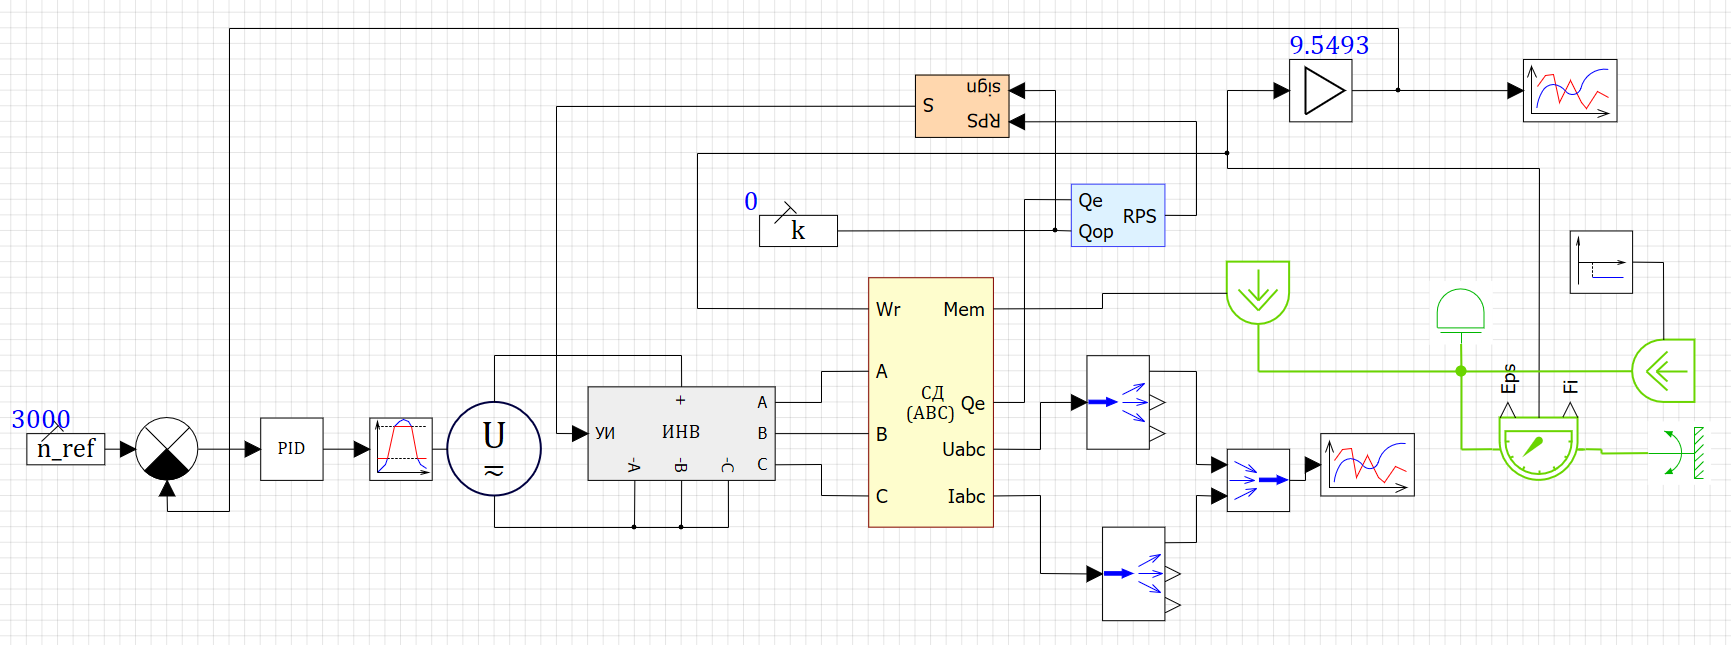 9.5493
sign
S
RPS
0
k
Qe
RPS
Qop
Wr
Mem
A
СД
(ABC)
Qe
B
Uabc
C
Iabc
Eps
Fi
3000
n_ref
PID
U
=
~
+
УИ
ИНВ
A
B
C
-A
-B
-C